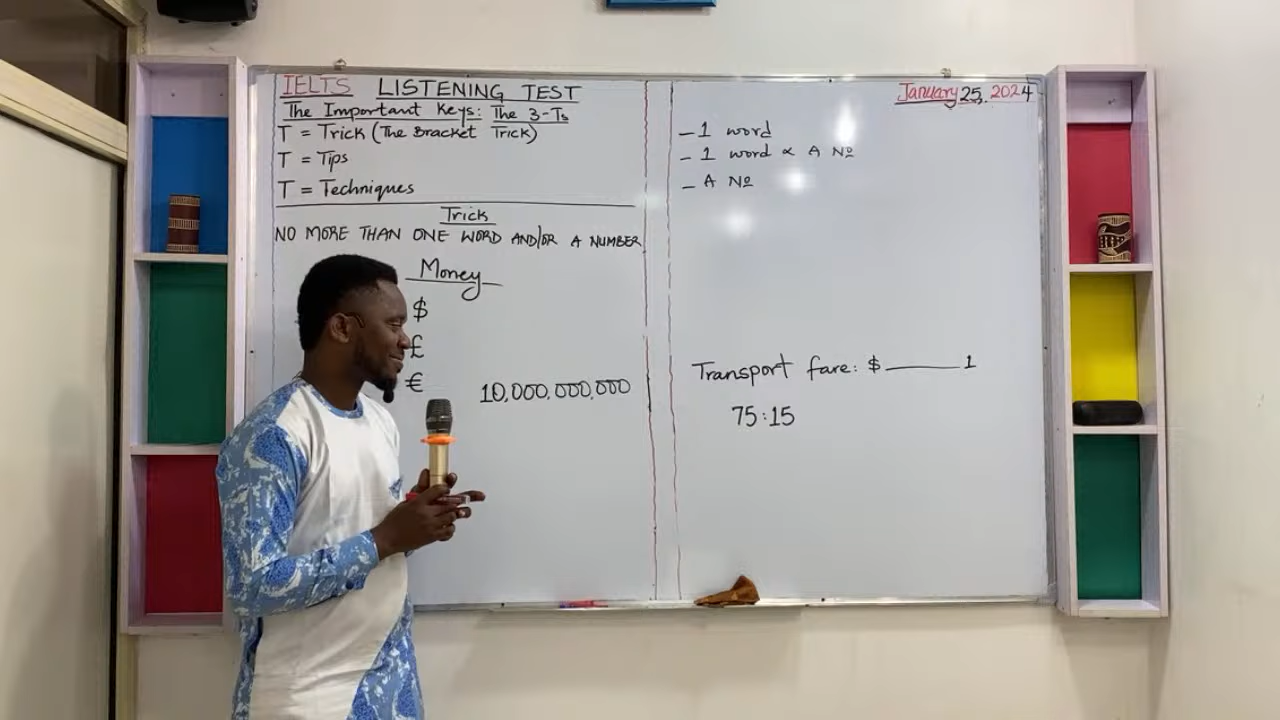 IELTS LISTENING TEST
The Important Keys: The 3-Ts
T = Trick (The Bracket Trick)
T = Tips
T = Techniques
Trick
NO MORE THAN ONE WORD AND/OR A NUMBER
Money
$
£
€
10,000,000,000
January 25, 2024
- 1 word
- 1 word & A No
- A No
Transport fare: $ ______ 1
75:15